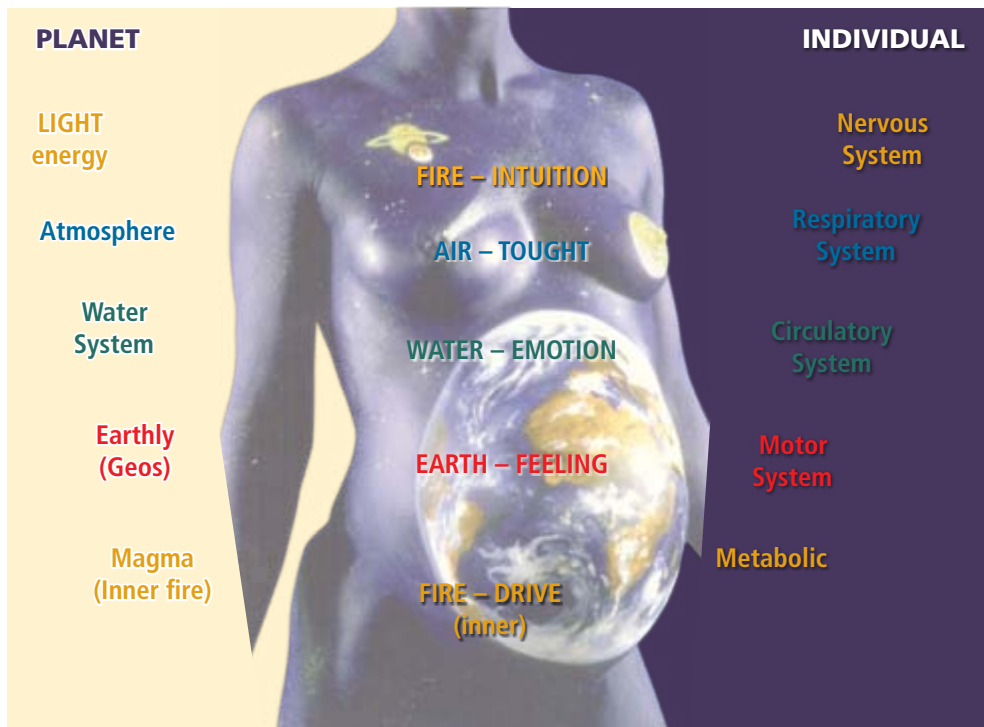 PLANET
INDIVIDUAL
LIGHT
energy
FIRE – INTUITION
Nervous
System
Atmosphere
AIR – TOUGHT
Respiratory
System
Water
System
WATER – EMOTION
Circulatory
System
Earthly
(Geos)
EARTH – FEELING
Motor
System
Magma
(Inner fire)
FIRE – DRIVE
(inner)
Metabolic